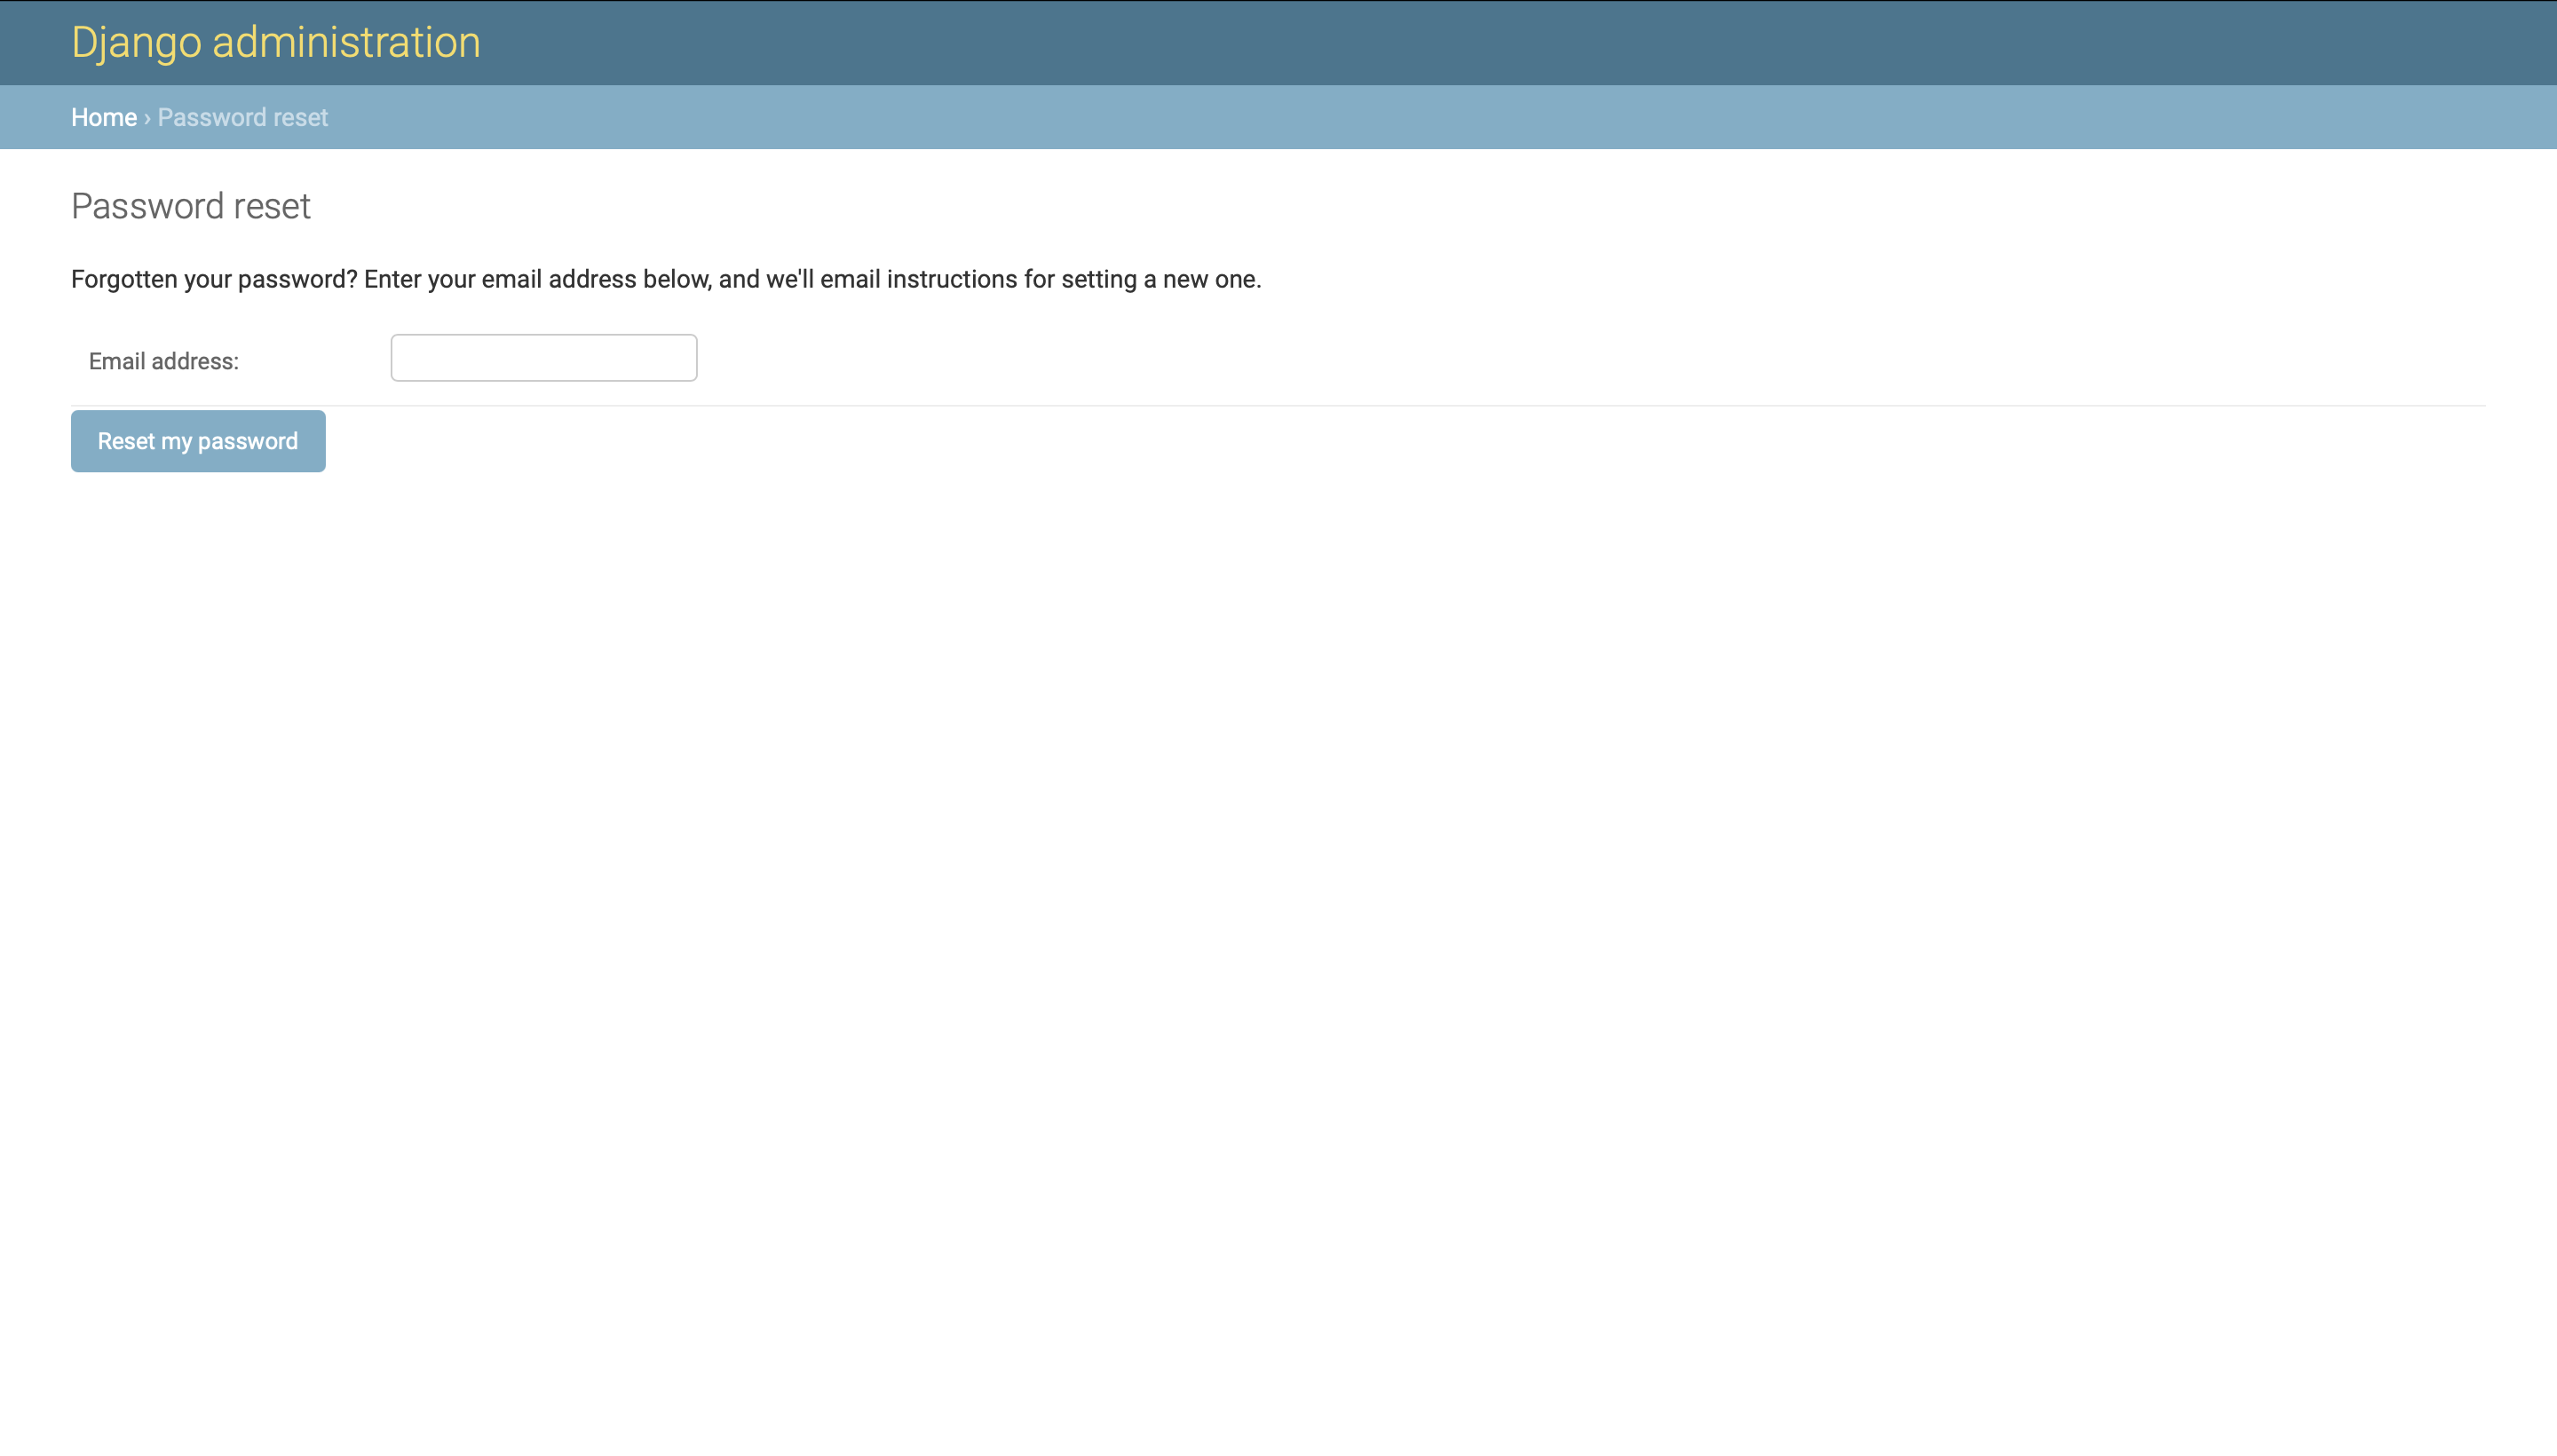 Django administration
Home › Password reset
Password reset
Forgotten your password? Enter your email address below, and we'll email instructions for setting a new one.
Email address:
Reset my password